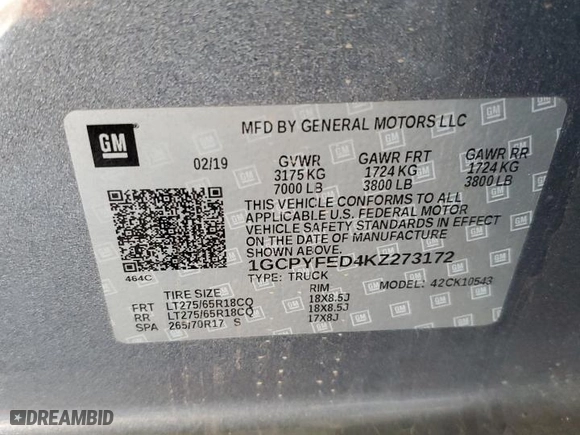 GM
MFD BY GENERAL MOTORS LLC
02/19 GVWR GAWR FRT GAWR RR
3175 KG 1724 KG 1724 KG
7000 LB 3800 LB 3800 LB
THIS VEHICLE CONFORMS TO ALL
APPLICABLE U.S. FEDERAL MOTOR
VEHICLE SAFETY STANDARDS IN EFFECT
ON THE DATE OF MANUFACTURE
SHOWN ABOVE.
1GCPYFED4KZ273172
464C TYPE: TRUCK MODEL: 42CK10543
TIRE SIZE RIM
FRT LT275/65R18CQ 18X8.5J
RR LT275/65R18CQ 18X8.5J
SPA 265/70R17 S 17X8J
DREAMBID